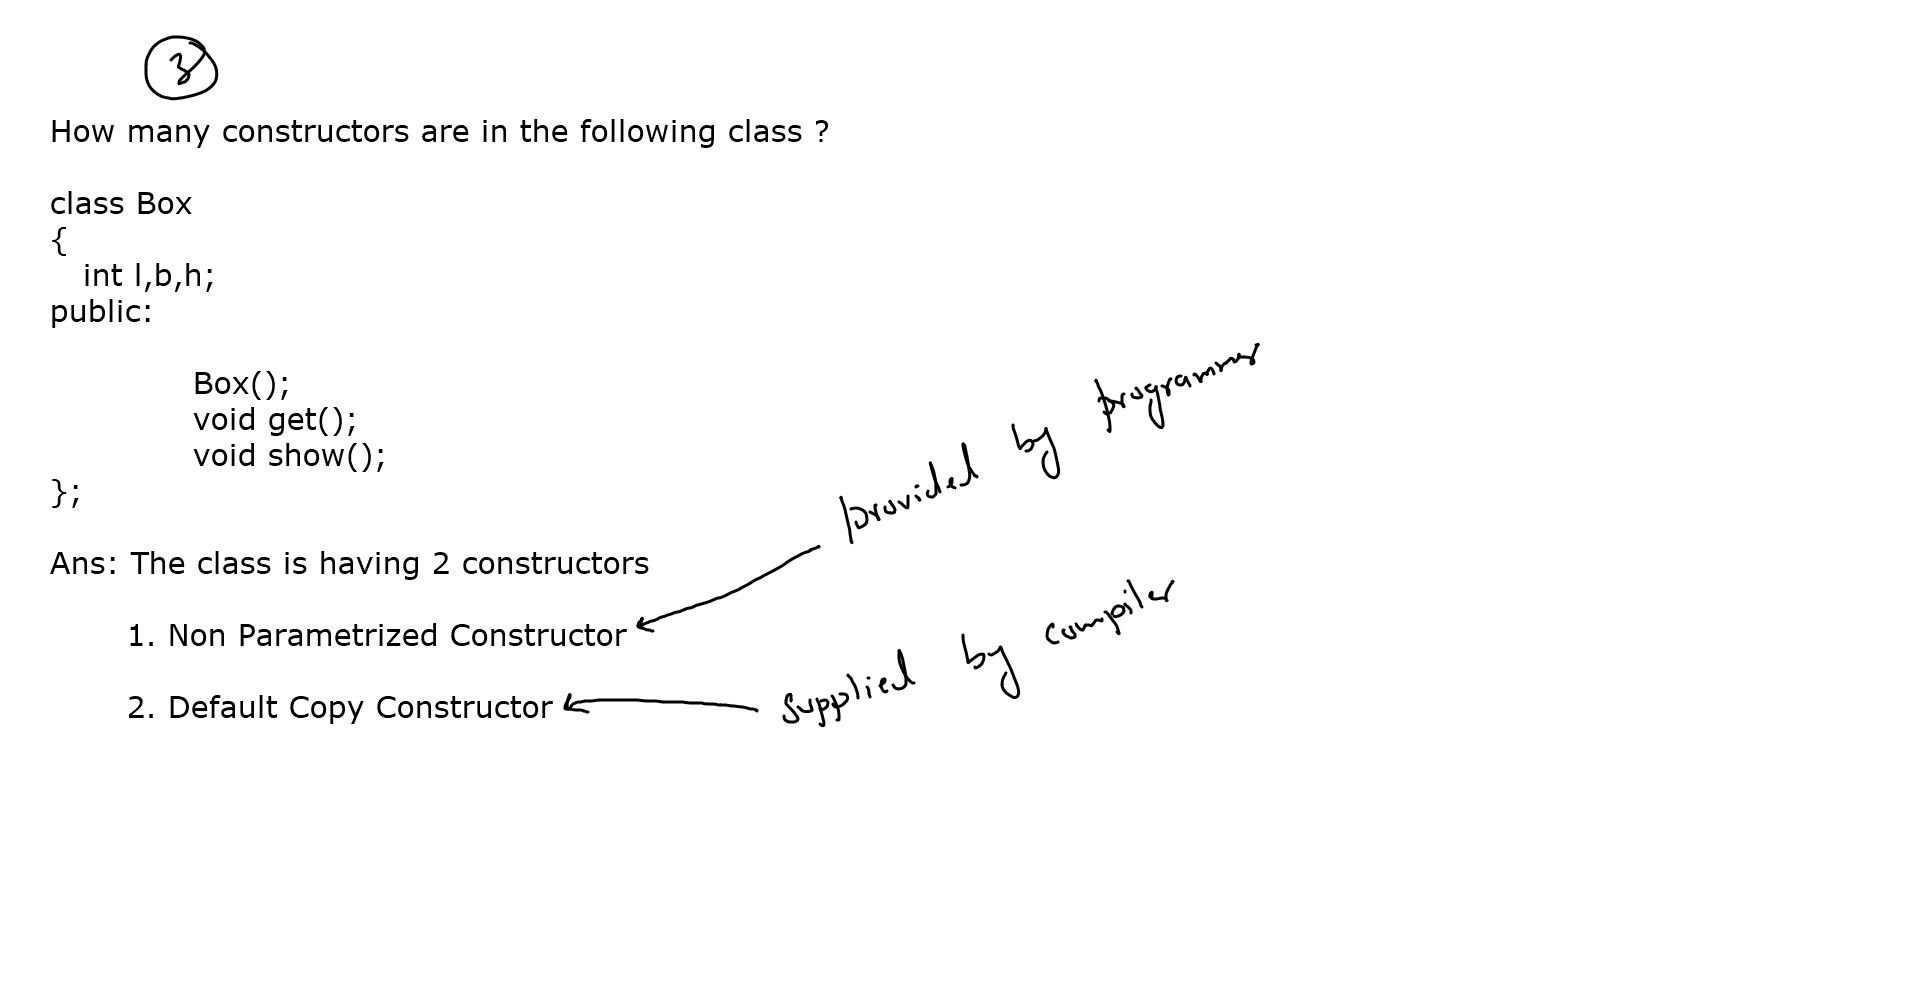 3
How many constructors are in the following class ?
class Box
{
int l,b,h;
public:
Box();
void get();
void show();
};
Ans: The class is having 2 constructors
provided by programmer
1. Non Parametrized Constructor
supplied by compiler
2. Default Copy Constructor